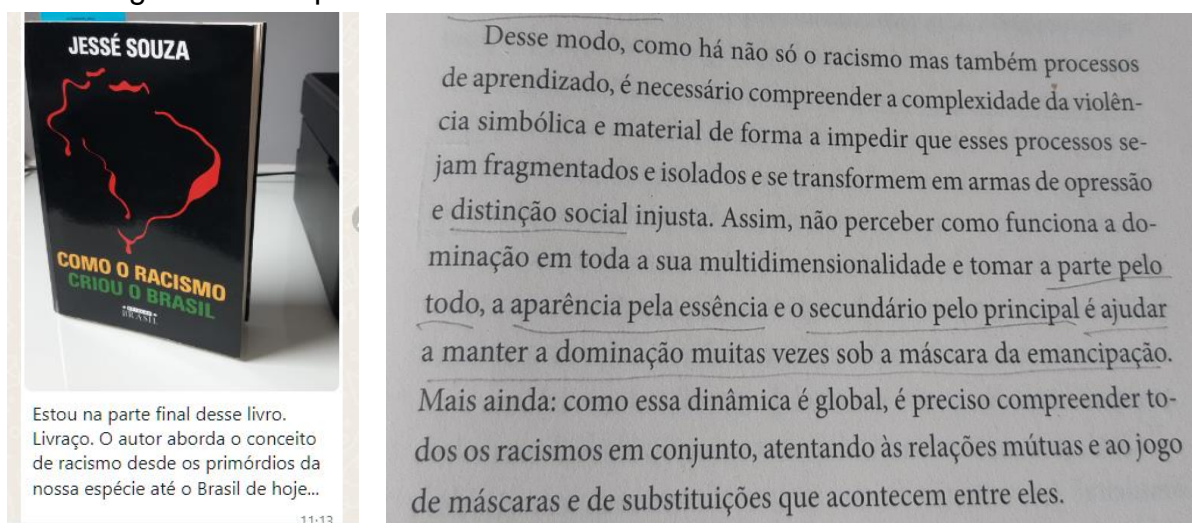 JESSÉ SOUZA
COMO O RACISMO
CRIOU O BRASIL
BRASIL
Estou na parte final desse livro.
Livraço. O autor aborda o conceito
de racismo desde os primórdios da
nossa espécie até o Brasil de hoje...
11:13
Desse modo, como há não só o racismo mas também processos
de aprendizado, é necessário compreender a complexidade da violên-
cia simbólica e material de forma a impedir que esses processos se-
jam fragmentados e isolados e se transformem em armas de opressão
e distinção social injusta. Assim, não perceber como funciona a do-
minação em toda a sua multidimensionalidade e tomar a parte pelo
todo, a aparência pela essência e o secundário pelo principal é ajudar
a manter a dominação muitas vezes sob a máscara da emancipação.
Mais ainda: como essa dinâmica é global, é preciso compreender to-
dos os racismos em conjunto, atentando às relações mútuas e ao jogo
de máscaras e de substituições que acontecem entre eles.